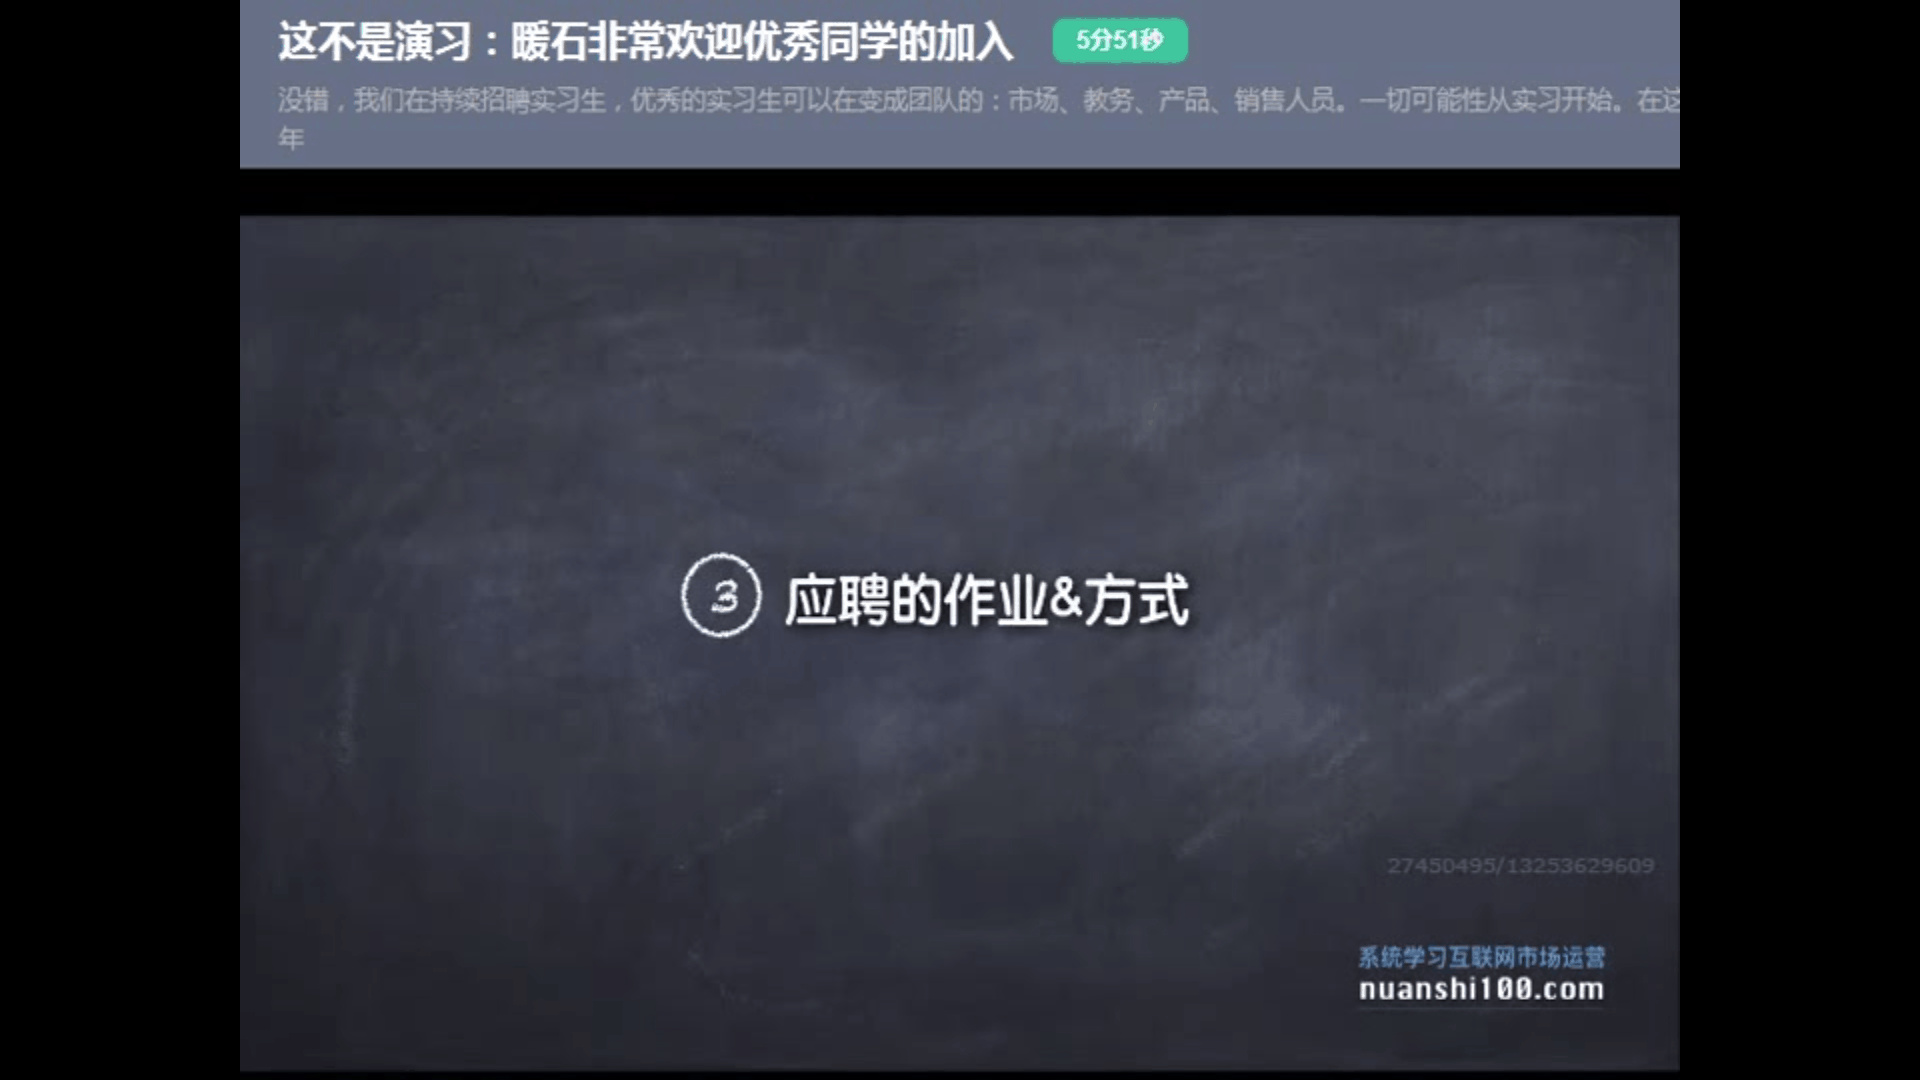 这不是演习：暖石非常欢迎优秀同学的加入 5分51秒
没错，我们在持续招聘实习生，优秀的实习生可以在变成团队的：市场、教务、产品、销售人员。一切可能性从实习开始。在这
年
3 应聘的作业&方式
27450495/13253629609
系统学习互联网市场运营
nuanshi100.com